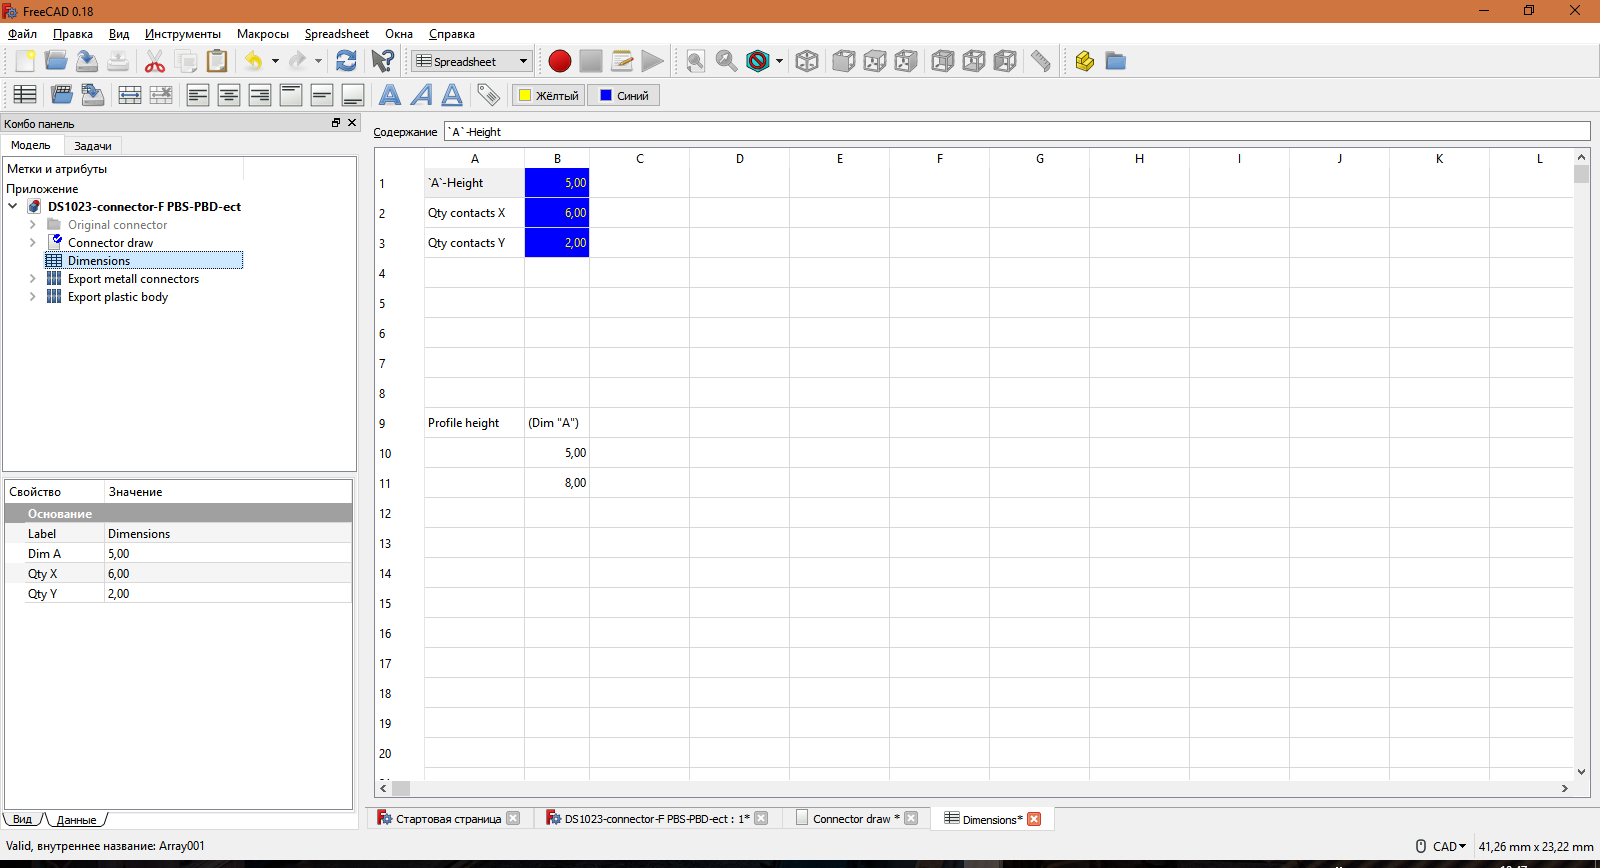 FreeCAD 0.18
Файл Правка Вид Инструменты Макросы Spreadsheet Окна Справка
Spreadsheet
Жёлтый Синий
Комбо панель
Модель Задачи
Метки и атрибуты
Приложение
DS1023-connector-F PBS-PBD-ect
Original connector
Connector draw
Dimensions
Export metall connectors
Export plastic body
Свойство Значение
Основание
Label Dimensions
Dim A 5,00
Qty X 6,00
Qty Y 2,00
Вид Данные
Содержание `A`-Height
A B C D E F G H I J K L
1 `A`-Height 5,00
2 Qty contacts X 6,00
3 Qty contacts Y 2,00
4
5
6
7
8
9 Profile height (Dim "A")
10 5,00
11 8,00
12
13
14
15
16
17
18
19
20
Стартовая страница DS1023-connector-F PBS-PBD-ect : 1* Connector draw * Dimensions*
Valid, внутреннее название: Array001 CAD 41,26 mm x 23,22 mm